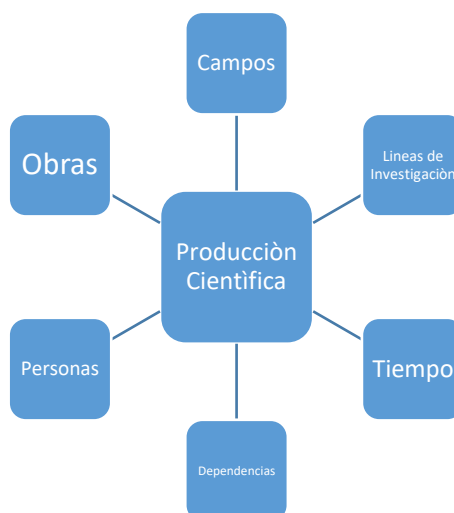 Campos
Obras
Lineas de
Investigaciòn
Producciòn
Cientìfica
Personas
Tiempo
Dependencias